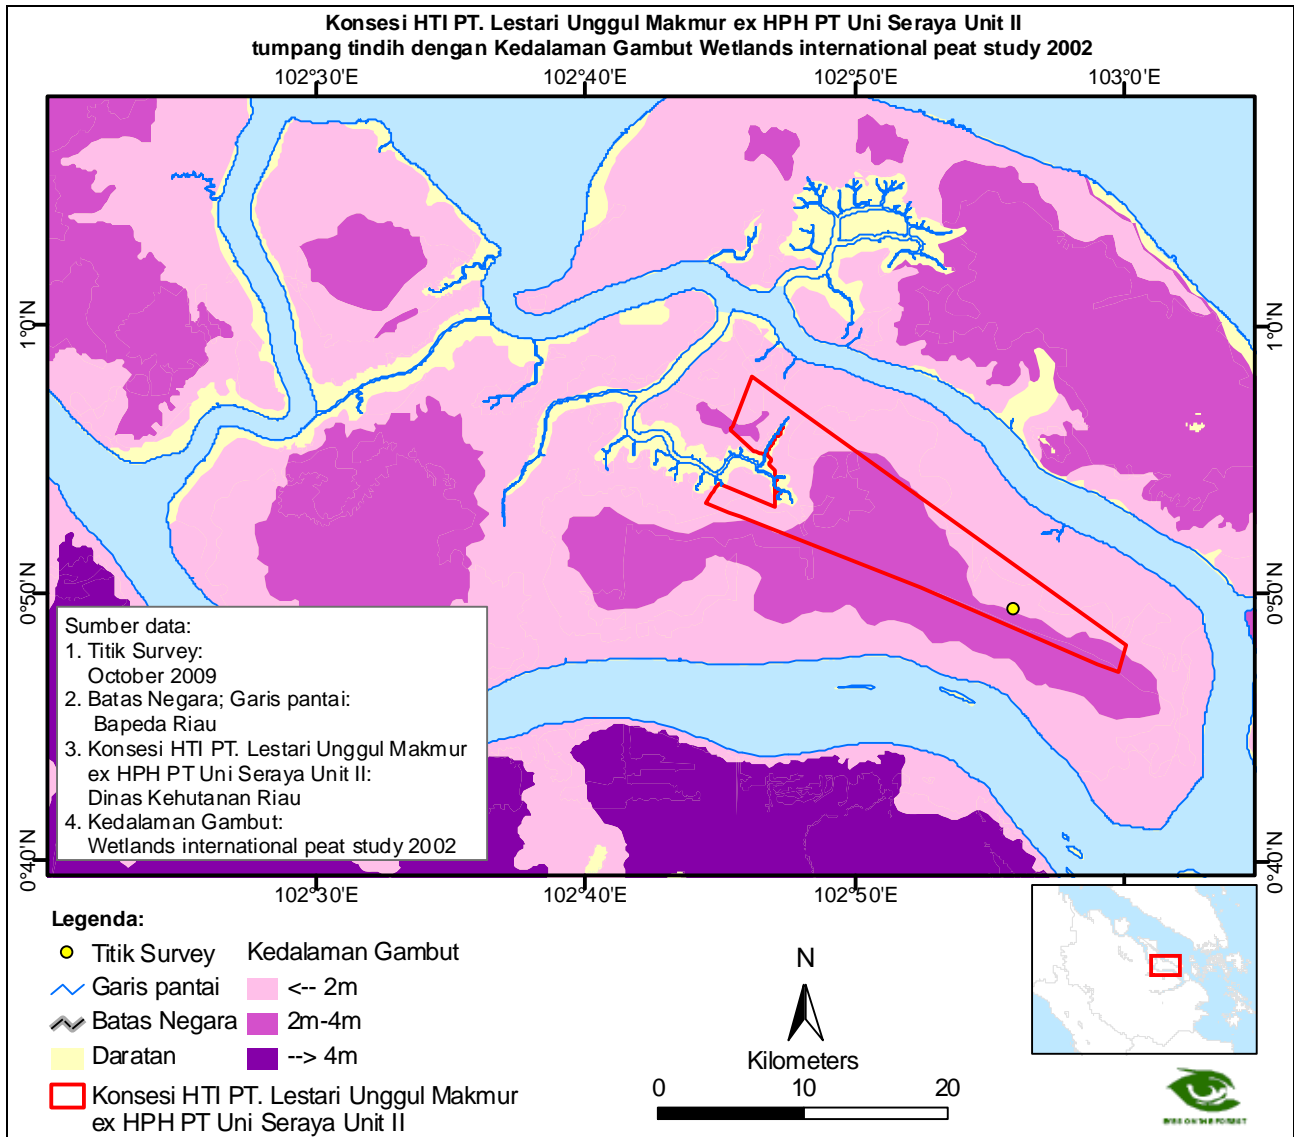 Konsesi HTI PT. Lestari Unggul Makmur ex HPH PT Uni Seraya Unit II
tumpang tindih dengan Kedalaman Gambut Wetlands international peat study 2002
102°30'E 102°40'E 102°50'E 103°0'E
1°0'N 1°0'N
0°50'N 0°50'N
0°40'N 0°40'N
Sumber data:
1. Titik Survey:
October 2009
2. Batas Negara; Garis pantai:
Bapeda Riau
3. Konsesi HTI PT. Lestari Unggul Makmur
ex HPH PT Uni Seraya Unit II:
Dinas Kehutanan Riau
4. Kedalaman Gambut:
Wetlands international peat study 2002
102°30'E 102°40'E 102°50'E 103°0'E
Legenda:
Titik Survey
Garis pantai
Batas Negara
Daratan
Konsesi HTI PT. Lestari Unggul Makmur
ex HPH PT Uni Seraya Unit II
Kedalaman Gambut
<-- 2m
2m-4m
--> 4m
N
Kilometers
0 10 20
EYES ON THE FOREST